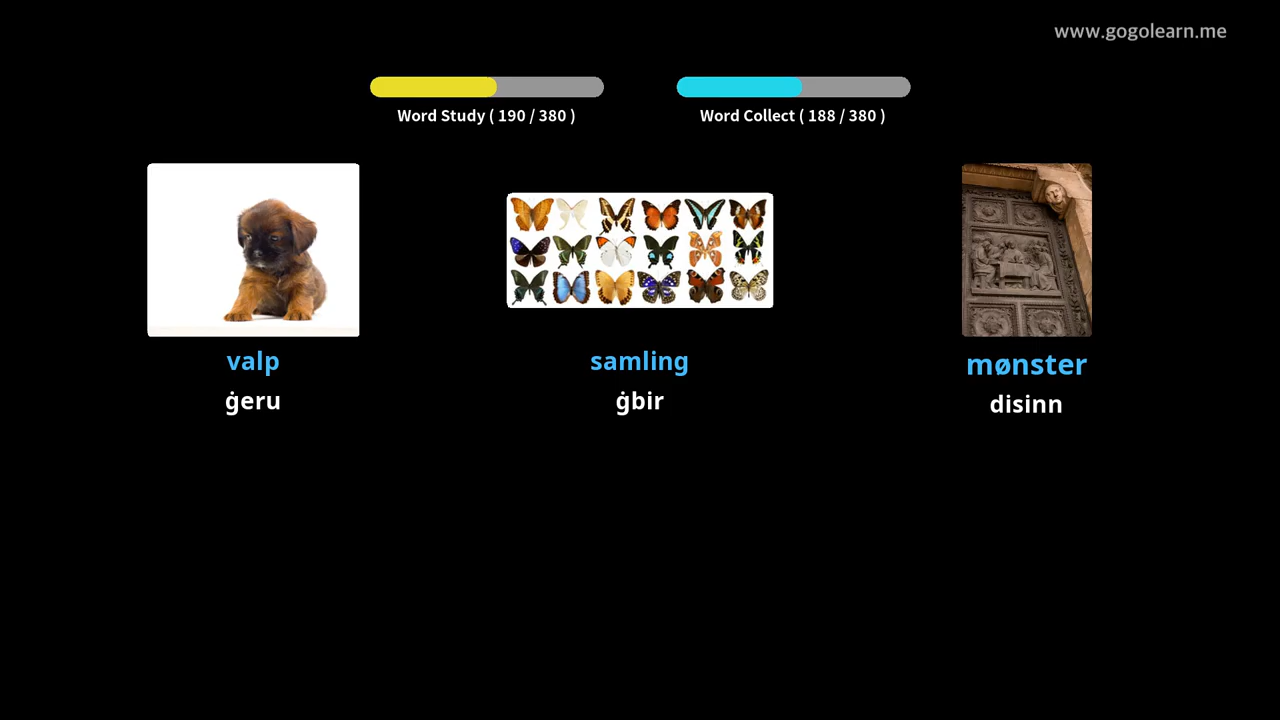 www.gogolearn.me
Word Study ( 190 / 380 )
Word Collect ( 188 / 380 )
valp
samling
mønster
ġeru
ġbir
disinn